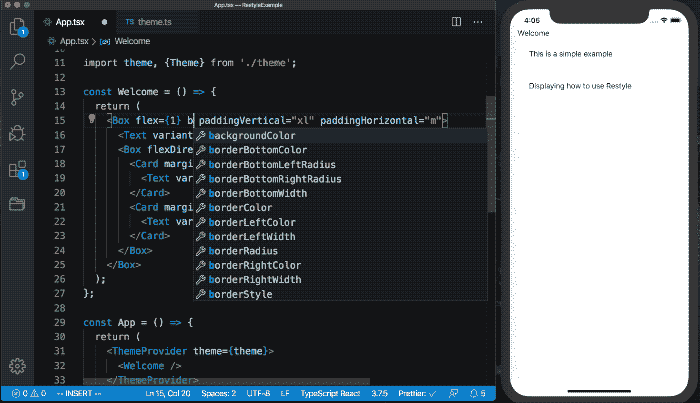 App.tsx — RestyleExample
App.tsx
theme.ts
App.tsx > Welcome
10
11 import theme, {Theme} from './theme';
12
13 const Welcome = () => {
14 return (
15 <Box flex={1} b paddingVertical="xl" paddingHorizontal="m">
16 <Text variant
17 <Box flexDire
18 <Card margi
19 <Text var
20 </Card>
21 <Card margi
22 <Text var
23 </Card>
24 </Box>
25 </Box>
26 );
27 };
28
29 const App = () => {
30 return (
31 <ThemeProvider theme={theme}>
32 <Welcome />
33 </ThemeProvider>
backgroundColor
borderBottomColor
borderBottomLeftRadius
borderBottomRightRadius
borderBottomWidth
borderColor
borderLeftColor
borderLeftWidth
borderRadius
borderRightColor
borderRightWidth
borderStyle
1
1
0 0 -- INSERT -- Ln 15, Col 20 Spaces: 2 UTF-8 LF TypeScript React 3.7.5 Prettier: ✓ 5
4:05
Welcome
This is a simple example
Displaying how to use Restyle